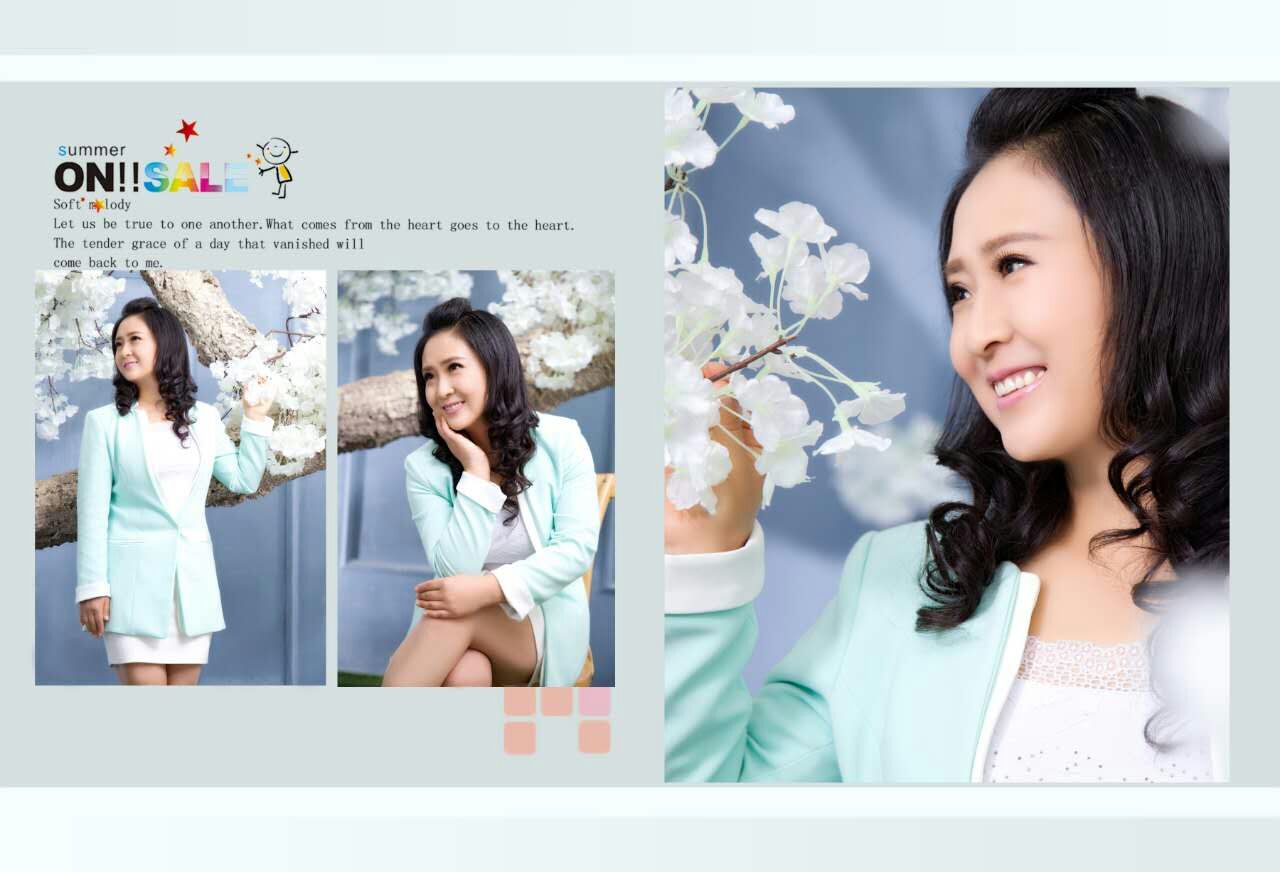 summer
ON!!SALE
Soft melody
Let us be true to one another.What comes from the heart goes to the heart.
The tender grace of a day that vanished will
come back to me.